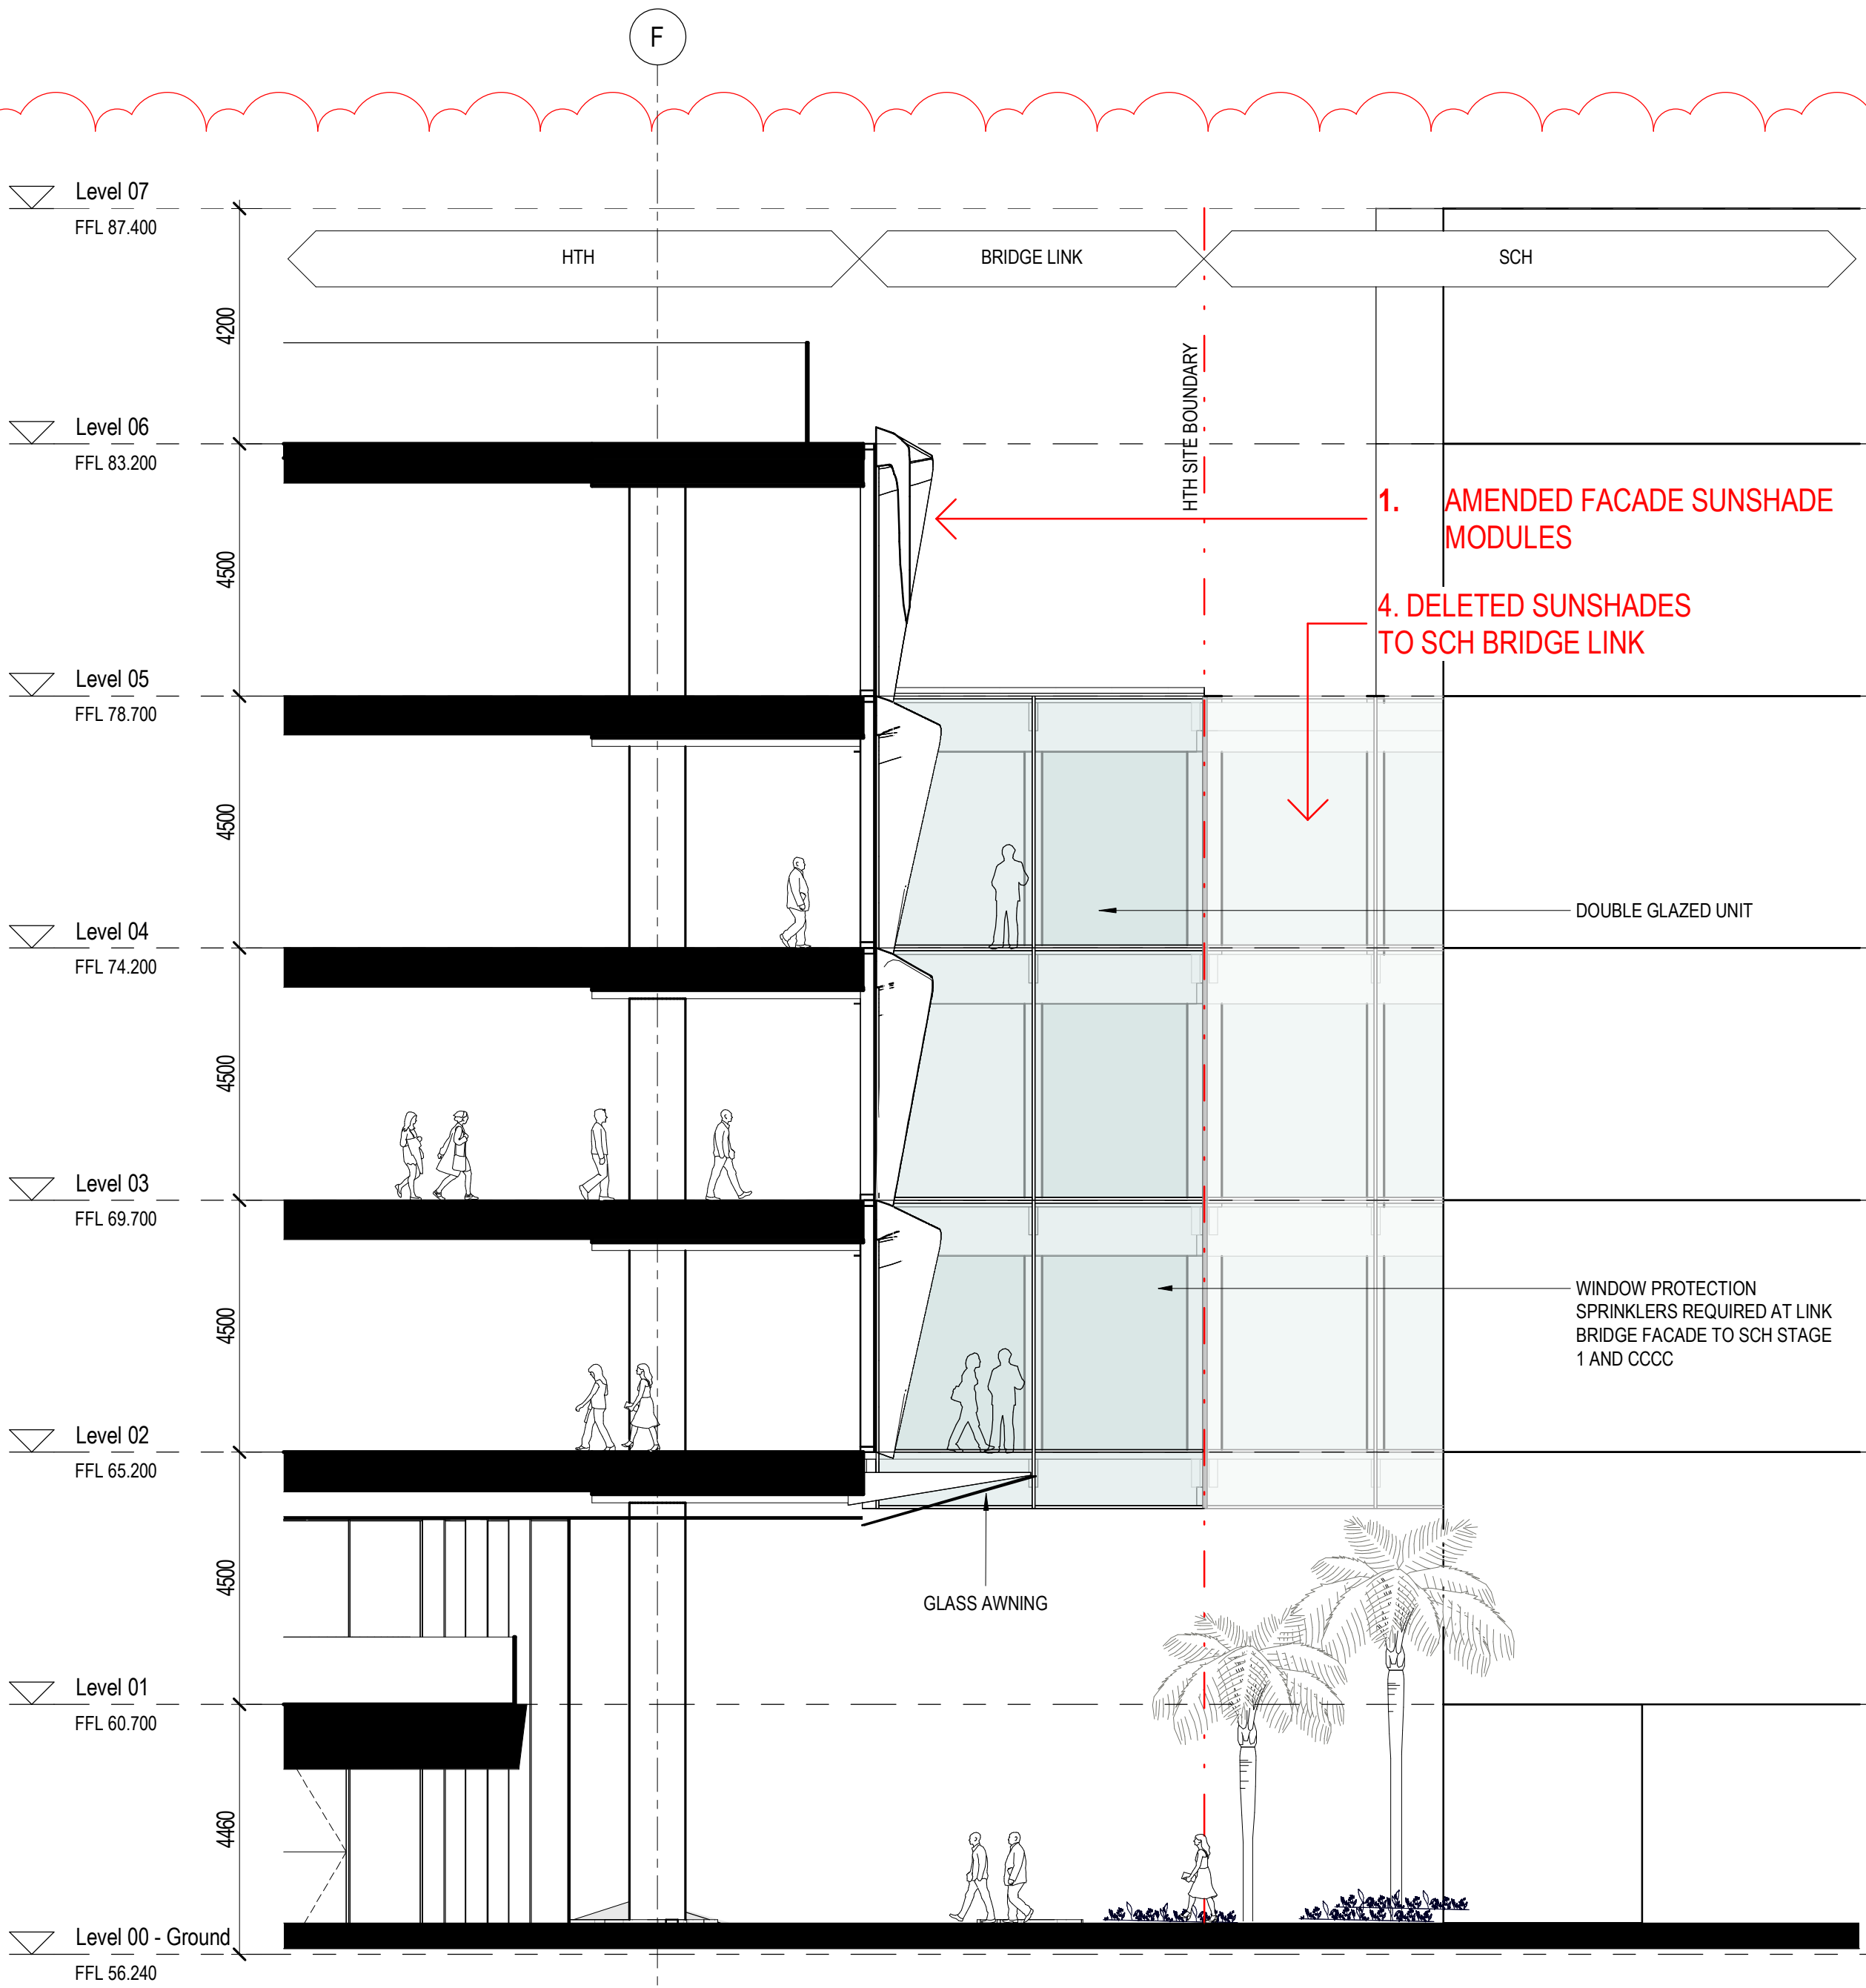 F
Level 07
FFL 87.400
HTH
BRIDGE LINK
SCH
4200
HTH SITE BOUNDARY
Level 06
FFL 83.200
1. AMENDED FACADE SUNSHADE
MODULES
4500
4. DELETED SUNSHADES
TO SCH BRIDGE LINK
Level 05
FFL 78.700
4500
DOUBLE GLAZED UNIT
Level 04
FFL 74.200
4500
Level 03
FFL 69.700
4500
WINDOW PROTECTION
SPRINKLERS REQUIRED AT LINK
BRIDGE FACADE TO SCH STAGE
1 AND CCCC
Level 02
FFL 65.200
4500
GLASS AWNING
Level 01
FFL 60.700
4460
Level 00 - Ground
FFL 56.240